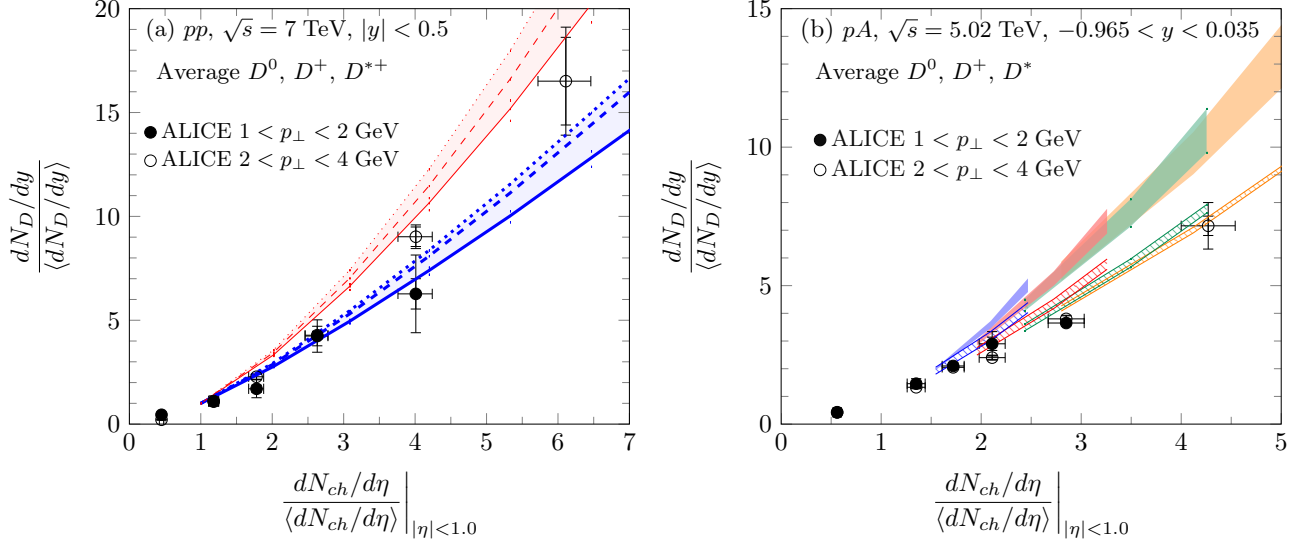 (a) pp, √s = 7 TeV, |y| < 0.5
Average D⁰, D⁺, D*⁺
ALICE 1 < p⊥ < 2 GeV
ALICE 2 < p⊥ < 4 GeV
20
15
10
5
0
0 1 2 3 4 5 6 7
dN_D/dy
⟨dN_D/dy⟩
dN_ch/dη
⟨dN_ch/dη⟩ |η|<1.0
(b) pA, √s = 5.02 TeV, −0.965 < y < 0.035
Average D⁰, D⁺, D*
ALICE 1 < p⊥ < 2 GeV
ALICE 2 < p⊥ < 4 GeV
15
10
5
0
0 1 2 3 4 5
dN_D/dy
⟨dN_D/dy⟩
dN_ch/dη
⟨dN_ch/dη⟩ |η|<1.0